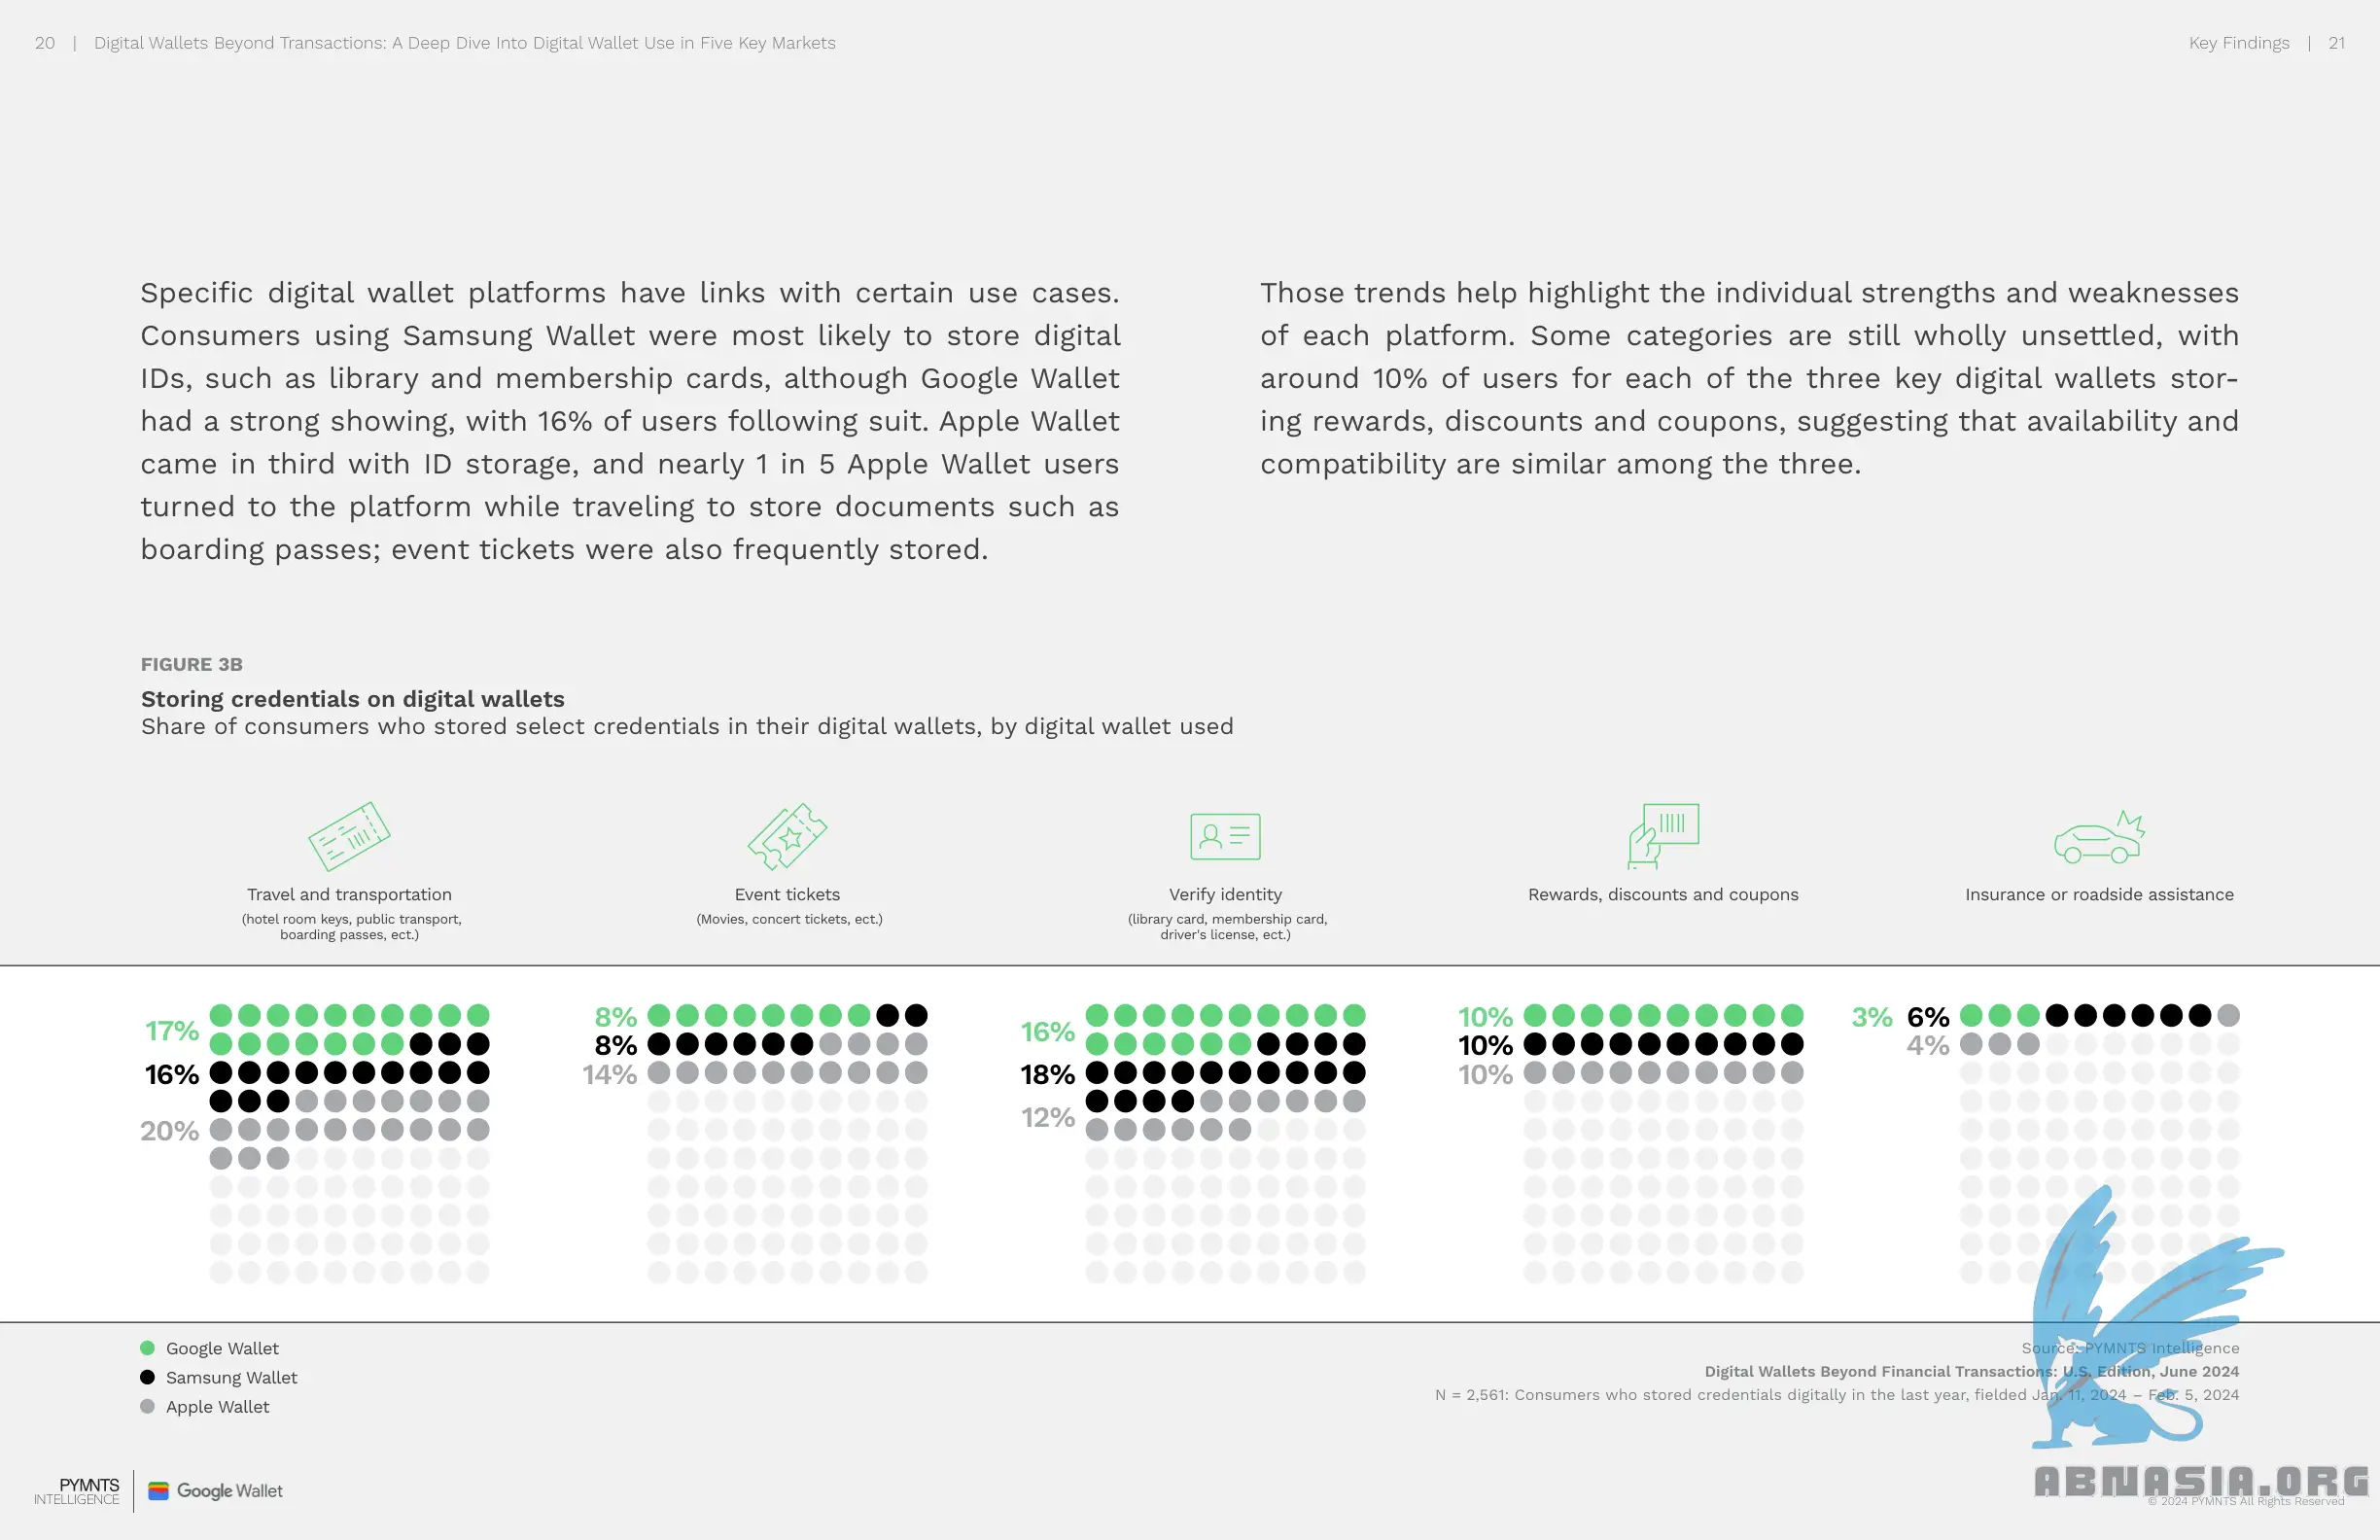 20 | Digital Wallets Beyond Transactions: A Deep Dive Into Digital Wallet Use in Five Key Markets
Key Findings | 21
Specific digital wallet platforms have links with certain use cases.
Consumers using Samsung Wallet were most likely to store digital
IDs, such as library and membership cards, although Google Wallet
had a strong showing, with 16% of users following suit. Apple Wallet
came in third with ID storage, and nearly 1 in 5 Apple Wallet users
turned to the platform while traveling to store documents such as
boarding passes; event tickets were also frequently stored.
Those trends help highlight the individual strengths and weaknesses
of each platform. Some categories are still wholly unsettled, with
around 10% of users for each of the three key digital wallets stor-
ing rewards, discounts and coupons, suggesting that availability and
compatibility are similar among the three.
FIGURE 3B
Storing credentials on digital wallets
Share of consumers who stored select credentials in their digital wallets, by digital wallet used
Travel and transportation
(hotel room keys, public transport,
boarding passes, ect.)
Event tickets
(Movies, concert tickets, ect.)
Verify identity
(library card, membership card,
driver's license, ect.)
Rewards, discounts and coupons
Insurance or roadside assistance
17%
16%
20%
8%
8%
14%
16%
18%
12%
10%
10%
10%
3% 6%
4%
Google Wallet
Samsung Wallet
Apple Wallet
Source: PYMNTS Intelligence
Digital Wallets Beyond Financial Transactions: U.S. Edition, June 2024
N = 2,561: Consumers who stored credentials digitally in the last year, fielded Jan. 11, 2024 – Feb. 5, 2024
PYMNTS
INTELLIGENCE
Google Wallet
ABNASIA.ORG
© 2024 PYMNTS All Rights Reserved